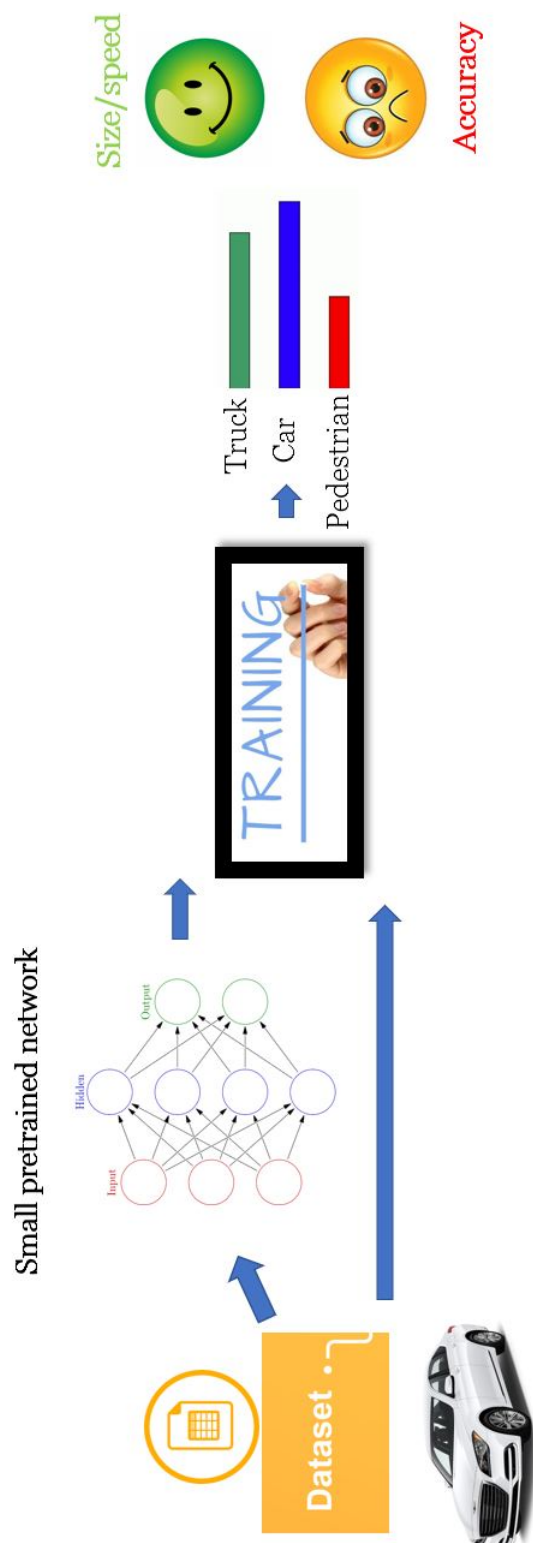 Small pretrained network
Input
Hidden
Output
Dataset
TRAINING
Truck
Car
Pedestrian
Size/speed
Accuracy